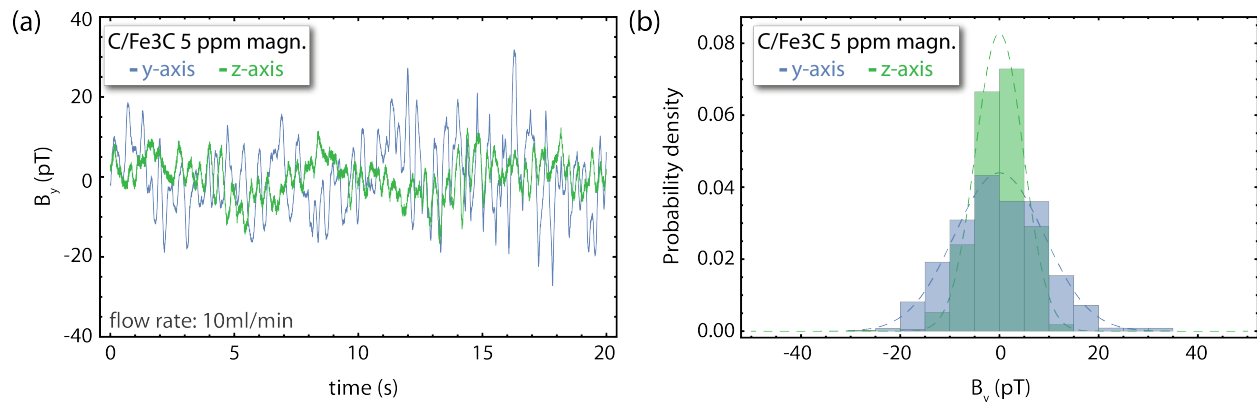 (a)
C/Fe3C 5 ppm magn.
y-axis z-axis
B_y (pT)
40
20
0
-20
-40
flow rate: 10ml/min
0 5 10 15 20
time (s)
(b)
C/Fe3C 5 ppm magn.
y-axis z-axis
Probability density
0.08
0.06
0.04
0.02
0.00
-40 -20 0 20 40
B_y (pT)